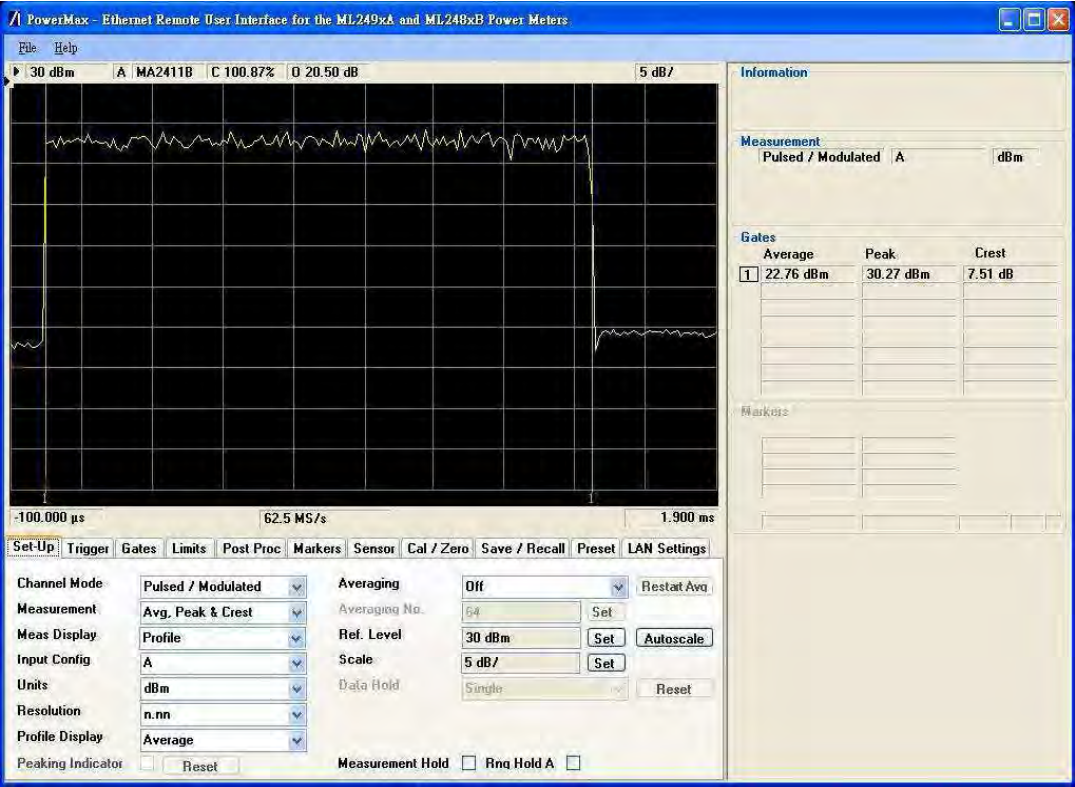 PowerMax - Ethernet Remote User Interface for the ML249xA and ML248xB Power Meters
File Help
30 dBm A MA2411B C 100.87% O 20.50 dB 5 dB/
1 1
-100.000 µs 62.5 MS/s 1.900 ms
Information
Measurement
Pulsed / Modulated A dBm
Gates
Average Peak Crest
1 22.76 dBm 30.27 dBm 7.51 dB
Markers
Set-Up Trigger Gates Limits Post Proc Markers Sensor Cal / Zero Save / Recall Preset LAN Settings
Channel Mode Pulsed / Modulated Averaging Off Restart Avg
Measurement Avg, Peak & Crest Averaging No. 64 Set
Meas Display Profile Ref. Level 30 dBm Set Autoscale
Input Config A Scale 5 dB/ Set
Units dBm Data Hold Single Reset
Resolution n.nn
Profile Display Average
Peaking Indicator Reset Measurement Hold Rng Hold A